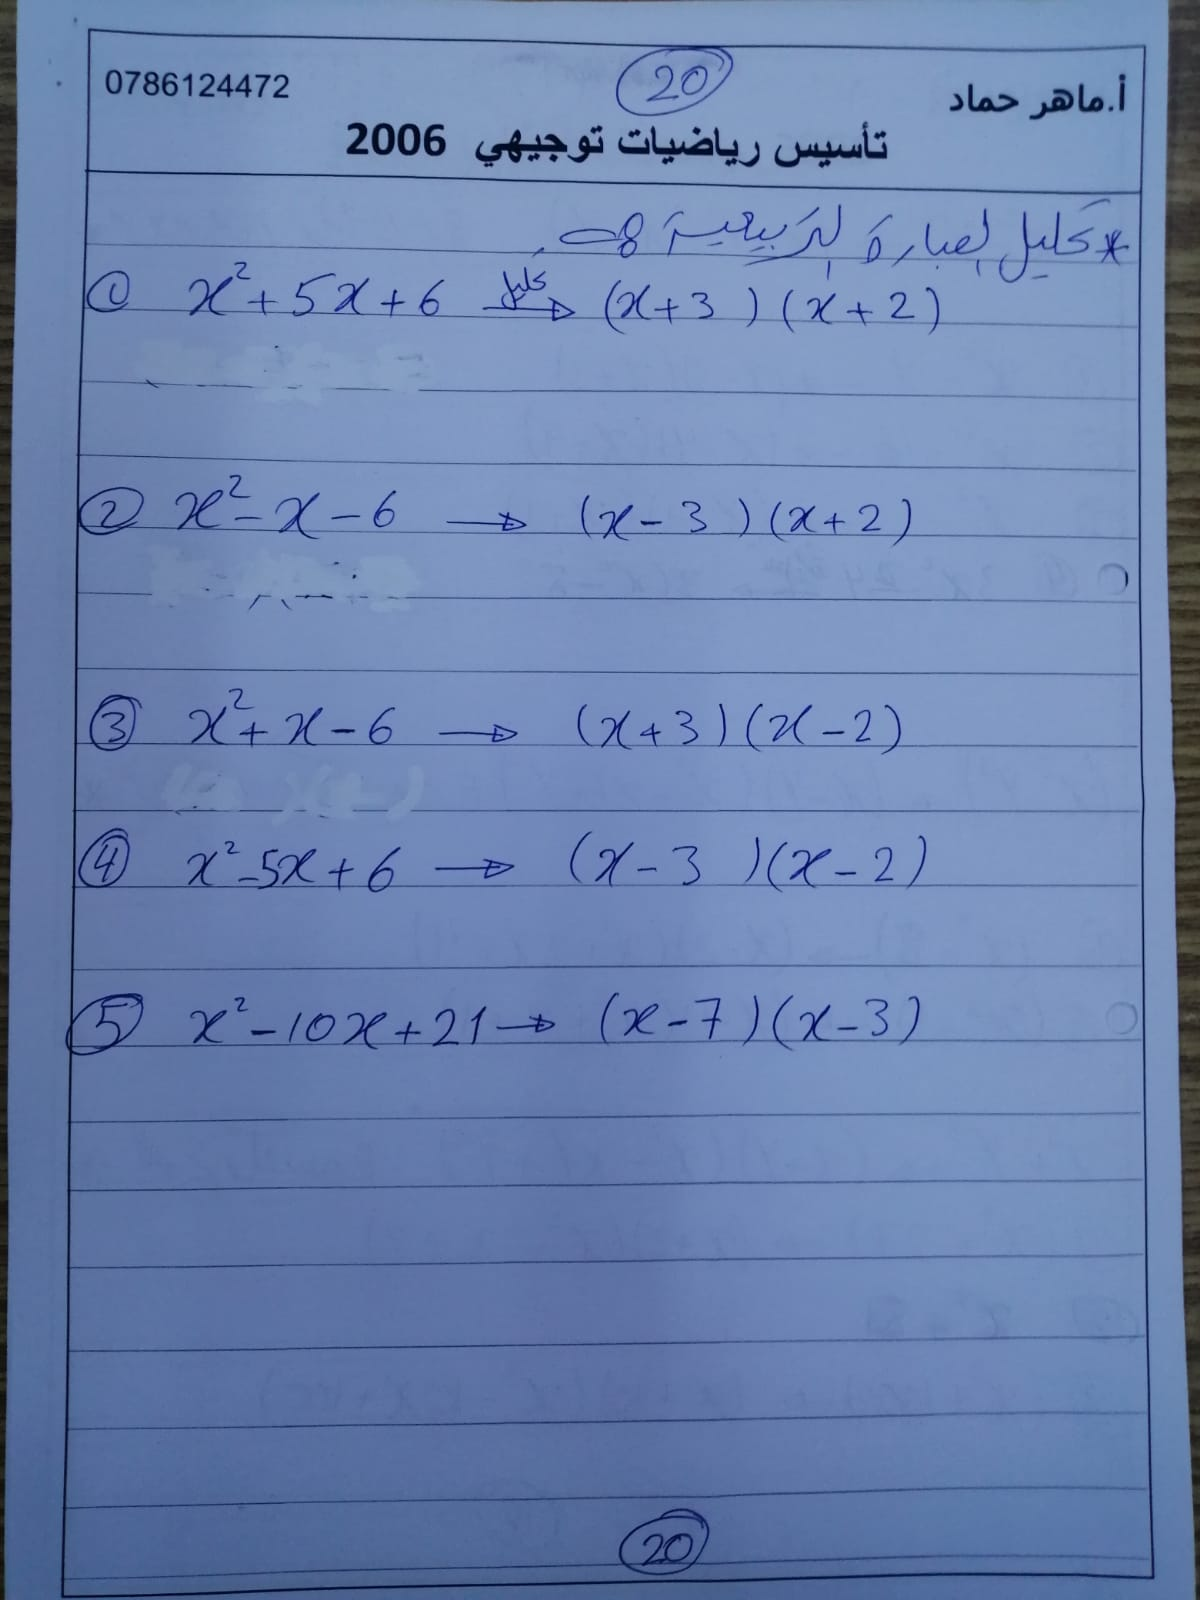 أ.ماهر حماد
20
0786124472
تأسيس رياضيات توجيهي 2006
* تحليل العبارة التربيعية
① x² + 5x + 6 تحليل → (x + 3) (x + 2)
② x² - x - 6 → (x - 3) (x + 2)
③ x² + x - 6 → (x + 3) (x - 2)
④ x² - 5x + 6 → (x - 3) (x - 2)
⑤ x² - 10x + 21 → (x - 7) (x - 3)
20